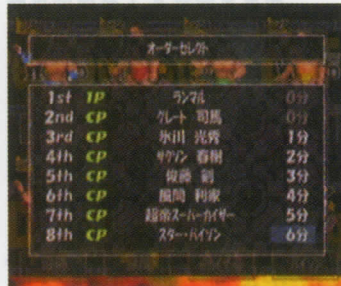 オーダーセレクト
1st 1P ランマル 0分
2nd CP グレート 司馬 0分
3rd CP 氷川 光秀 1分
4th CP サクソン 春樹 2分
5th CP 後藤 剣 3分
6th CP 風間 利家 4分
7th CP 超帝スーパーカイザー 5分
8th CP スター・バイソン 6分